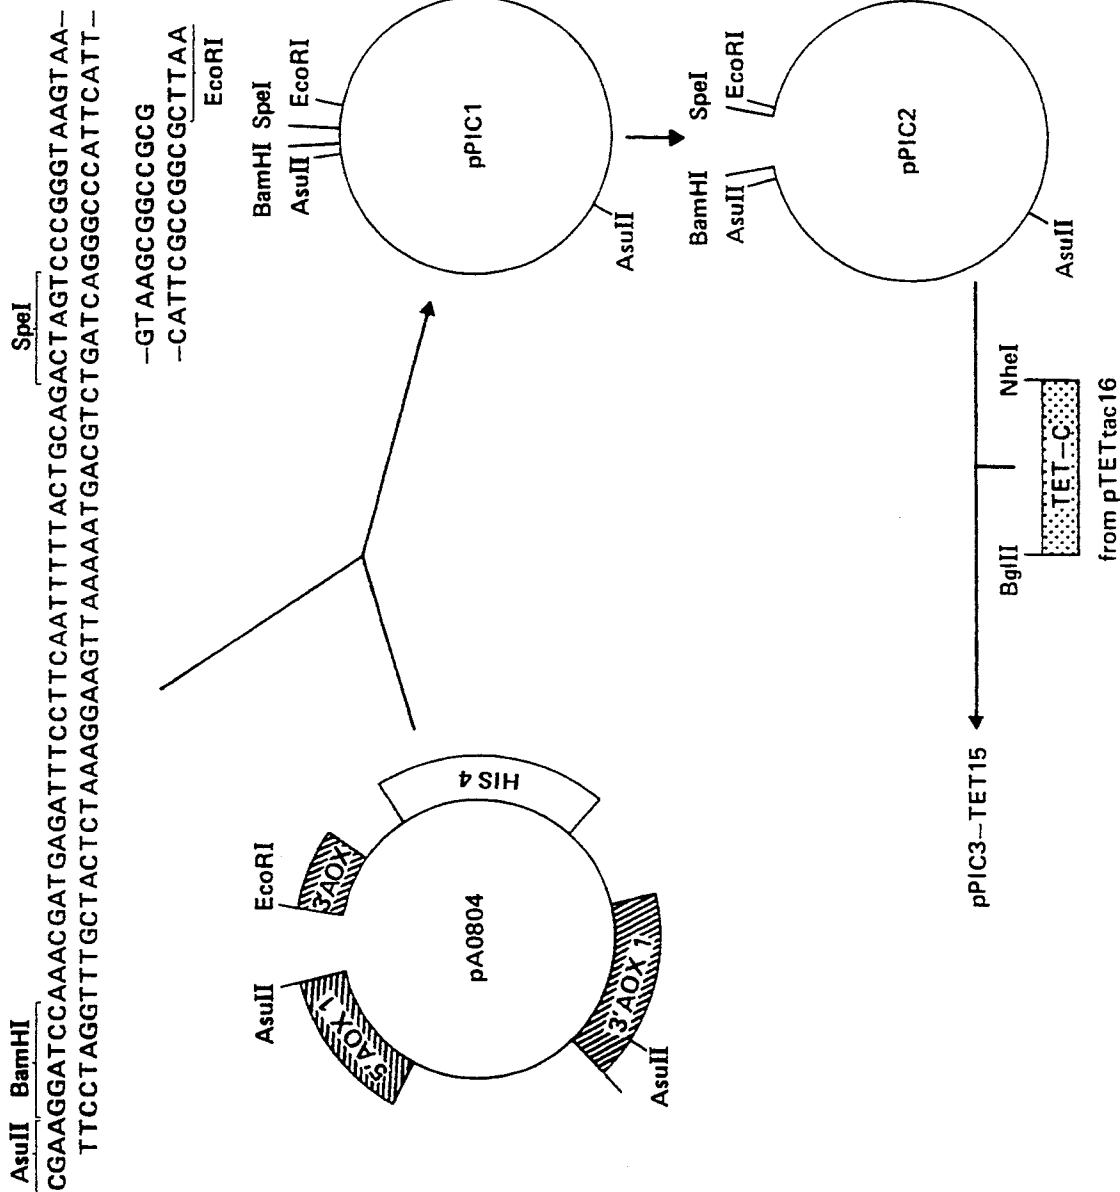 AsuII BamHI SpeI
CGAAGGATCCAAACGATGAGATTTCCTTCAATTTTTACTGCAGACTAGTCCCGGGTAAGTAA—
TTCCTAGGTTTGCTACTCTAAAGGAAGTTAAAAATGACGTCTGATCAGGGCCCATTCATT—
—GTAAGCGGCCGCG
—CATTCGCCGGCGCTTAA
EcoRI
AsuII
EcoRI
5'AOX 1
3'AOX
HIS 4
pA0804
3'AOX 1
AsuII
BamHI SpeI
AsuII EcoRI
pPIC1
AsuII
BamHI SpeI
AsuII EcoRI
pPIC2
AsuII
BglII NheI
TET—C
from pTETtac16
pPIC3—TET15